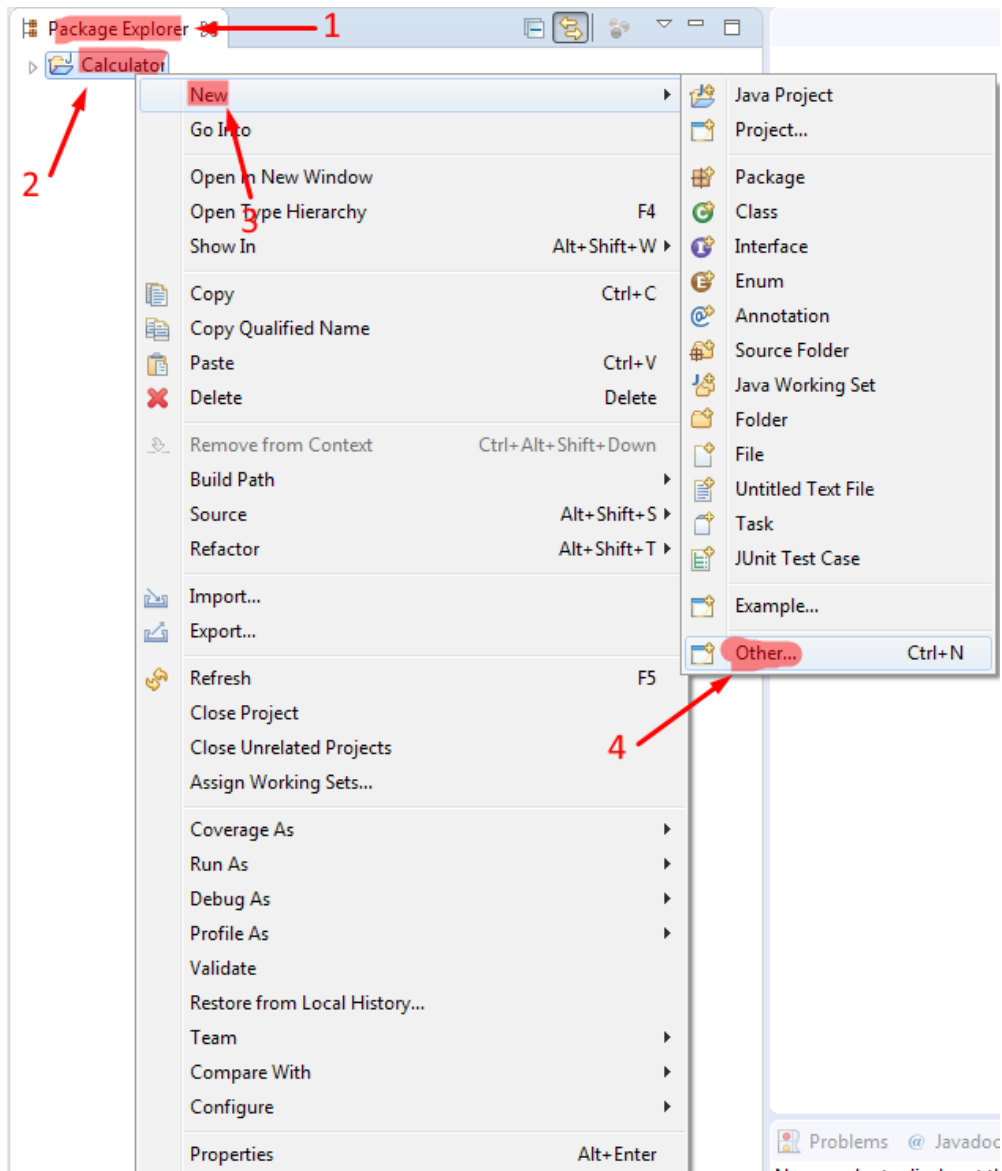 Package Explorer 1
Calculator
2
New
Go Into
Open in New Window
3
Open Type Hierarchy F4
Show In Alt+Shift+W
Copy Ctrl+C
Copy Qualified Name
Paste Ctrl+V
Delete Delete
Remove from Context Ctrl+Alt+Shift+Down
Build Path
Source Alt+Shift+S
Refactor Alt+Shift+T
Import...
Export...
Refresh F5
Close Project
Close Unrelated Projects
Assign Working Sets...
Coverage As
Run As
Debug As
Profile As
Validate
Restore from Local History...
Team
Compare With
Configure
Properties Alt+Enter
Java Project
Project...
Package
Class
Interface
Enum
Annotation
Source Folder
Java Working Set
Folder
File
Untitled Text File
Task
JUnit Test Case
Example...
Other... Ctrl+N
4
Problems @ Javadoc